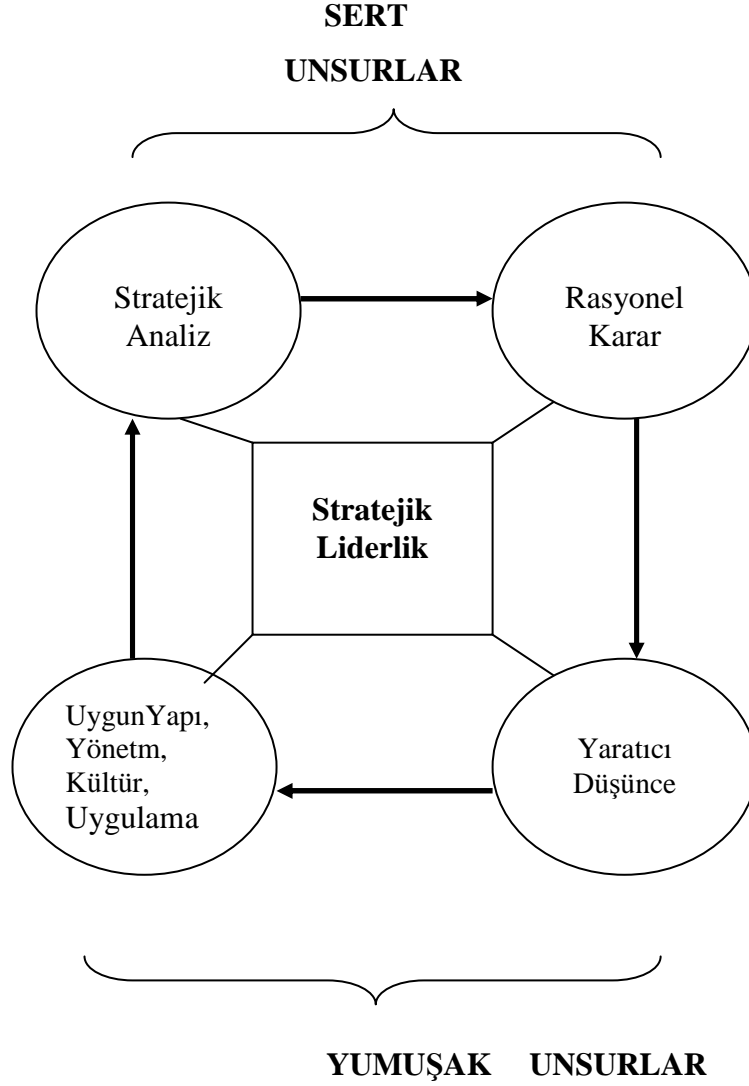 SERT
UNSURLAR
Stratejik
Analiz
Rasyonel
Karar
Stratejik
Liderlik
UygunYapı,
Yönetm,
Kültür,
Uygulama
Yaratıcı
Düşünce
YUMUŞAK UNSURLAR